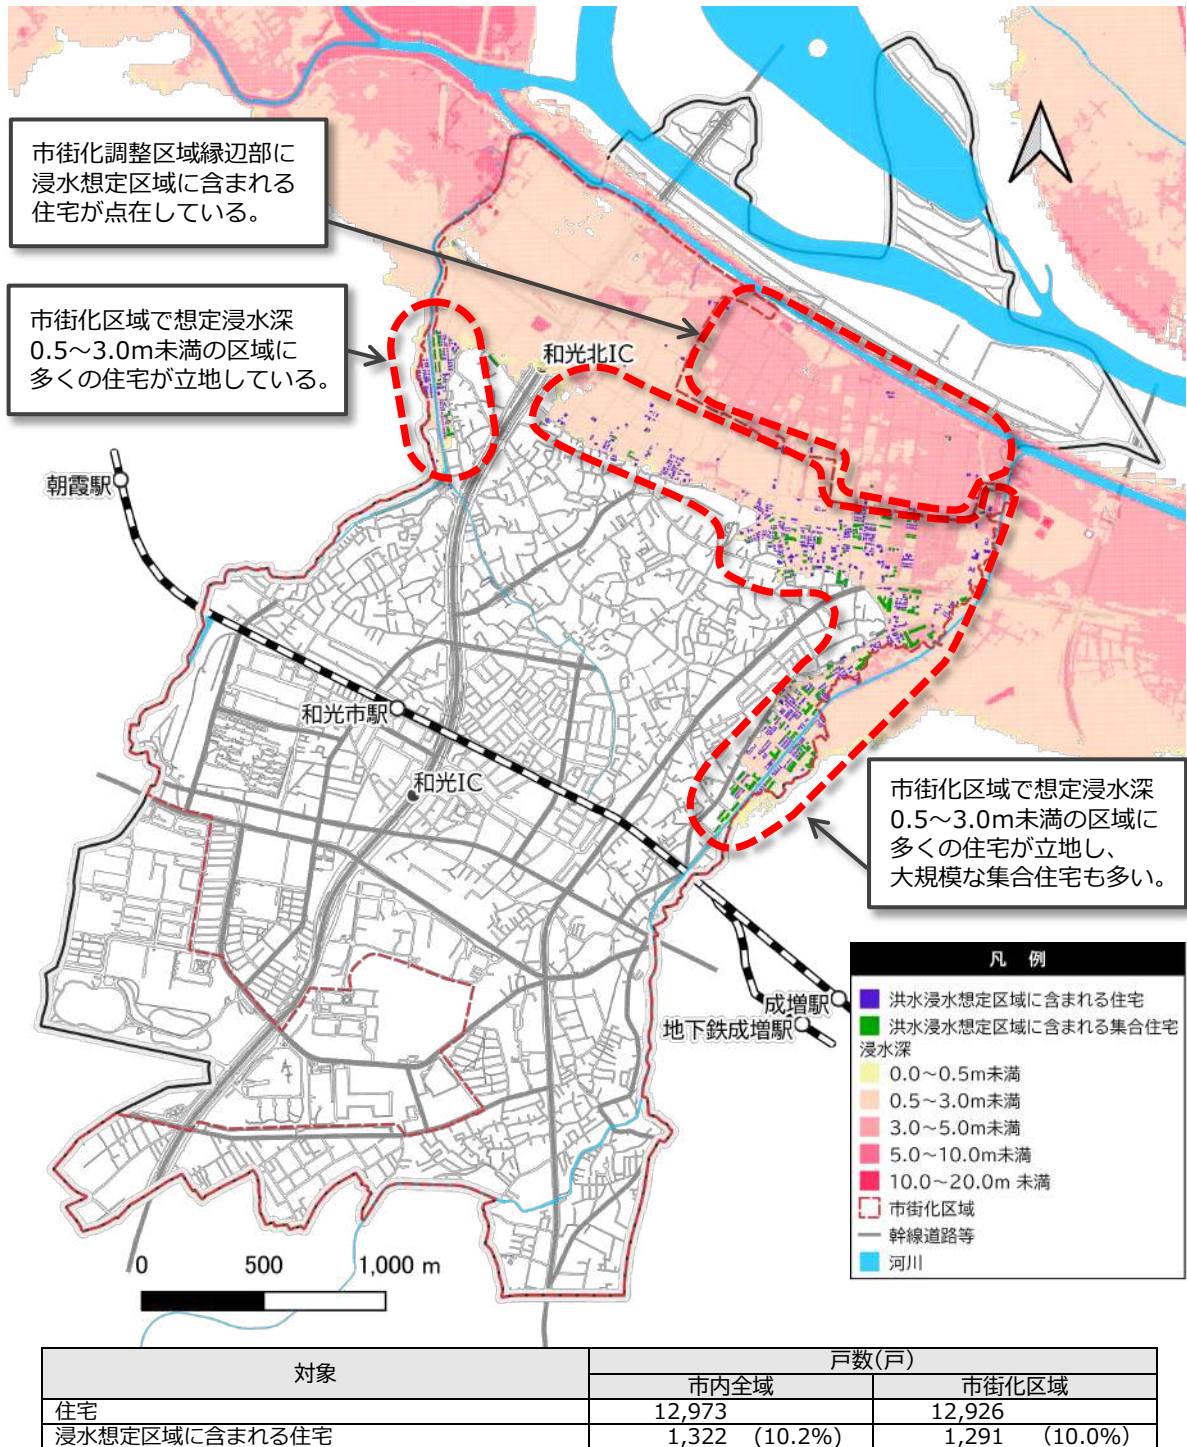 市街化調整区域縁辺部に
浸水想定区域に含まれる
住宅が点在している。
市街化区域で想定浸水深
0.5～3.0m未満の区域に
多くの住宅が立地している。
和光北IC
朝霞駅
和光市駅
和光IC
市街化区域で想定浸水深
0.5～3.0m未満の区域に
多くの住宅が立地し、
大規模な集合住宅も多い。
成増駅
地下鉄成増駅
凡 例
洪水浸水想定区域に含まれる住宅
洪水浸水想定区域に含まれる集合住宅
浸水深
0.0～0.5m未満
0.5～3.0m未満
3.0～5.0m未満
5.0～10.0m未満
10.0～20.0m 未満
市街化区域
幹線道路等
河川
0 500 1,000 m
対象 戸数(戸)
市内全域 市街化区域
住宅 12,973 12,926
浸水想定区域に含まれる住宅 1,322 (10.2%) 1,291 (10.0%)